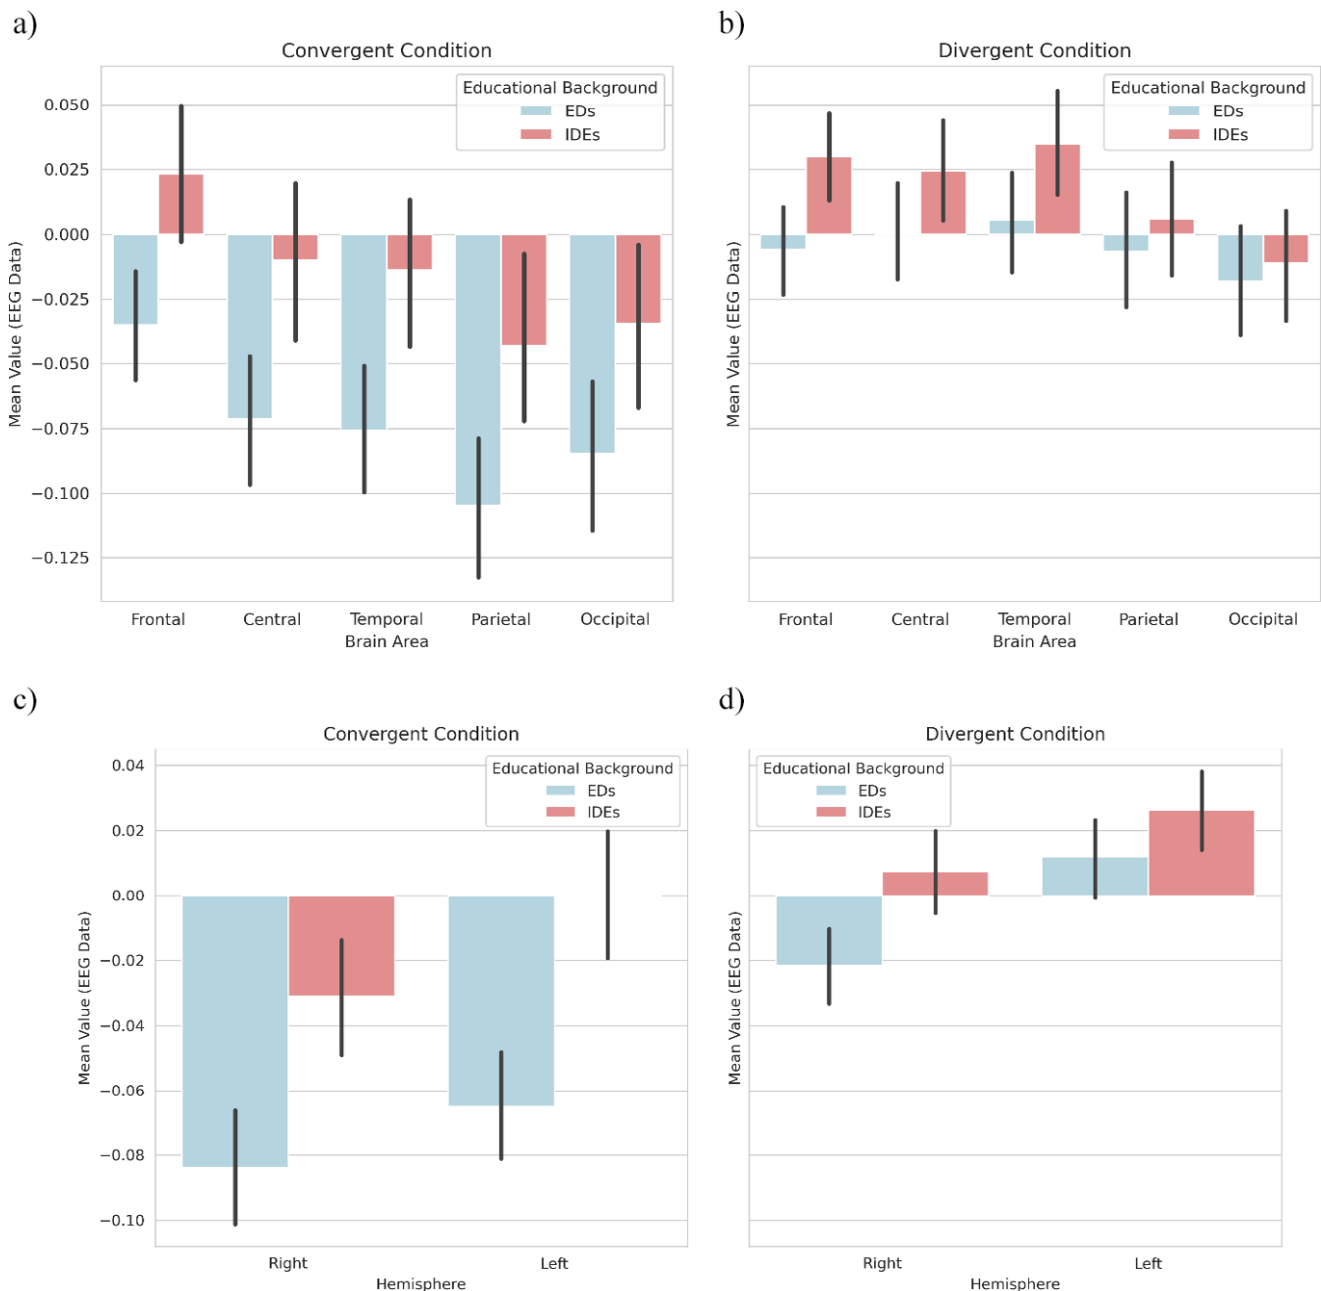 a)
Convergent Condition
Educational Background
EDs
IDEs
0.050
0.025
0.000
−0.025
−0.050
−0.075
−0.100
−0.125
Mean Value (EEG Data)
Frontal Central Temporal Parietal Occipital
Brain Area
b)
Divergent Condition
Educational Background
EDs
IDEs
Mean Value (EEG Data)
Frontal Central Temporal Parietal Occipital
Brain Area
c)
Convergent Condition
Educational Background
EDs
IDEs
0.04
0.02
0.00
−0.02
−0.04
−0.06
−0.08
−0.10
Mean Value (EEG Data)
Right Left
Hemisphere
d)
Divergent Condition
Educational Background
EDs
IDEs
Mean Value (EEG Data)
Right Left
Hemisphere